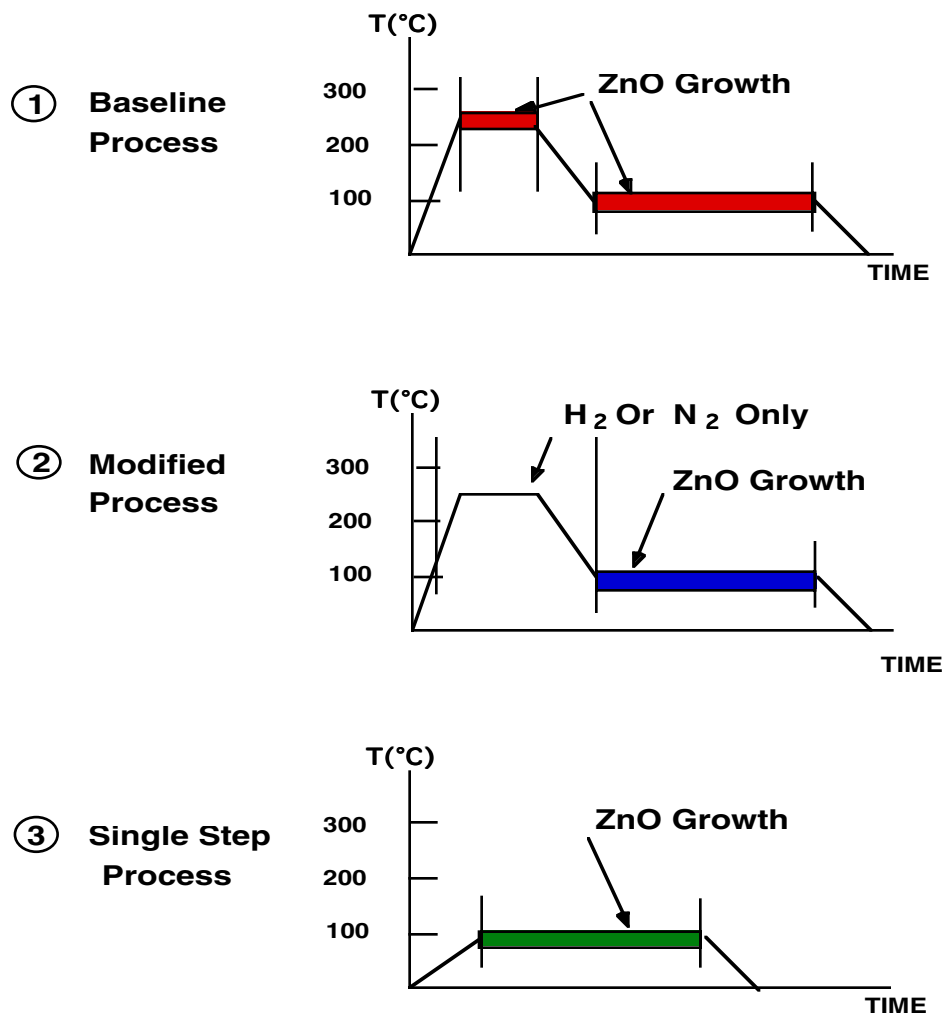 T(°C)
1 Baseline
Process
300
200
100
ZnO Growth
TIME
T(°C)
2 Modified
Process
H2 Or N2 Only
300
200
100
ZnO Growth
TIME
T(°C)
3 Single Step
Process
300
200
100
ZnO Growth
TIME